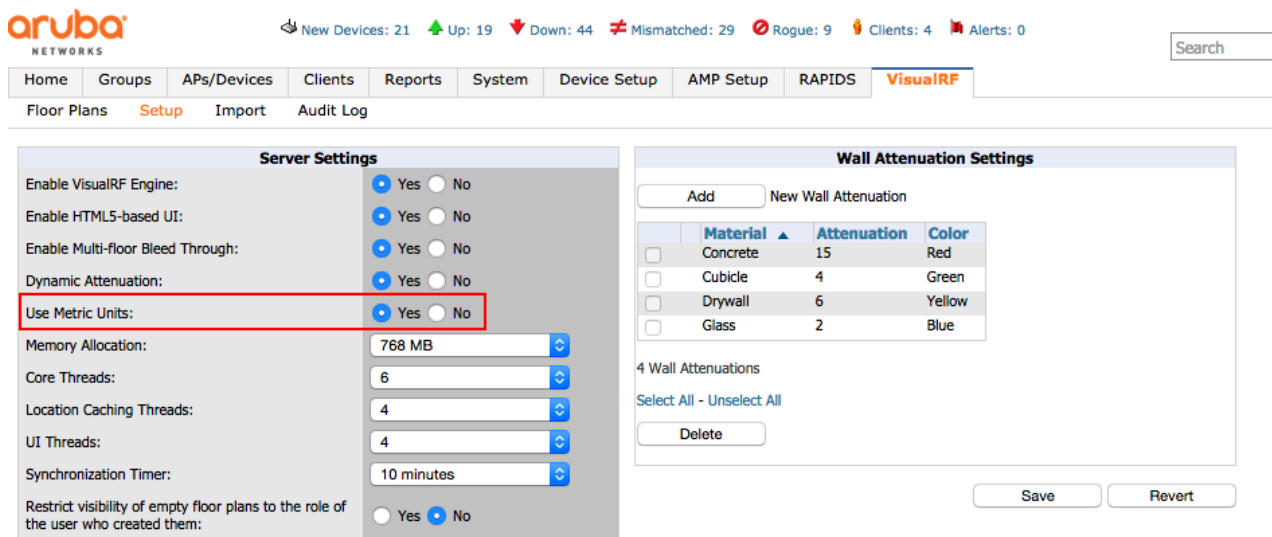 aruba
NETWORKS
New Devices: 21 Up: 19 Down: 44 Mismatched: 29 Rogue: 9 Clients: 4 Alerts: 0
Search
Home Groups APs/Devices Clients Reports System Device Setup AMP Setup RAPIDS VisualRF
Floor Plans Setup Import Audit Log
Server Settings
Enable VisualRF Engine: Yes No
Enable HTML5-based UI: Yes No
Enable Multi-floor Bleed Through: Yes No
Dynamic Attenuation: Yes No
Use Metric Units: Yes No
Memory Allocation: 768 MB
Core Threads: 6
Location Caching Threads: 4
UI Threads: 4
Synchronization Timer: 10 minutes
Restrict visibility of empty floor plans to the role of
the user who created them: Yes No
Wall Attenuation Settings
Add New Wall Attenuation
Material Attenuation Color
Concrete 15 Red
Cubicle 4 Green
Drywall 6 Yellow
Glass 2 Blue
4 Wall Attenuations
Select All - Unselect All
Delete
Save Revert